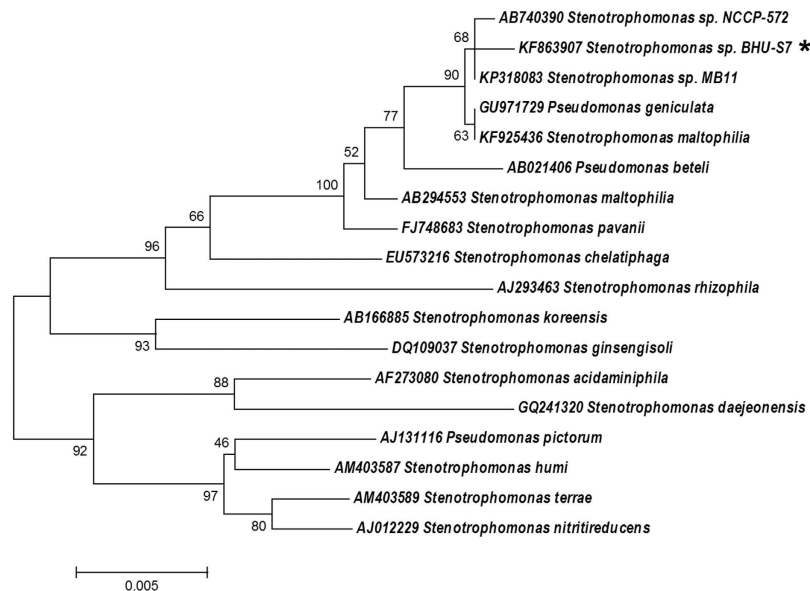 AB740390 Stenotrophomonas sp. NCCP-572
68
KF863907 Stenotrophomonas sp. BHU-S7 *
90
KP318083 Stenotrophomonas sp. MB11
GU971729 Pseudomonas geniculata
77
63
KF925436 Stenotrophomonas maltophilia
52
AB021406 Pseudomonas beteli
100
AB294553 Stenotrophomonas maltophilia
66
FJ748683 Stenotrophomonas pavanii
96
EU573216 Stenotrophomonas chelatiphaga
AJ293463 Stenotrophomonas rhizophila
AB166885 Stenotrophomonas koreensis
93
DQ109037 Stenotrophomonas ginsengisoli
88
AF273080 Stenotrophomonas acidaminiphila
GQ241320 Stenotrophomonas daejeonensis
92
46
AJ131116 Pseudomonas pictorum
AM403587 Stenotrophomonas humi
97
AM403589 Stenotrophomonas terrae
80
AJ012229 Stenotrophomonas nitritireducens
0.005